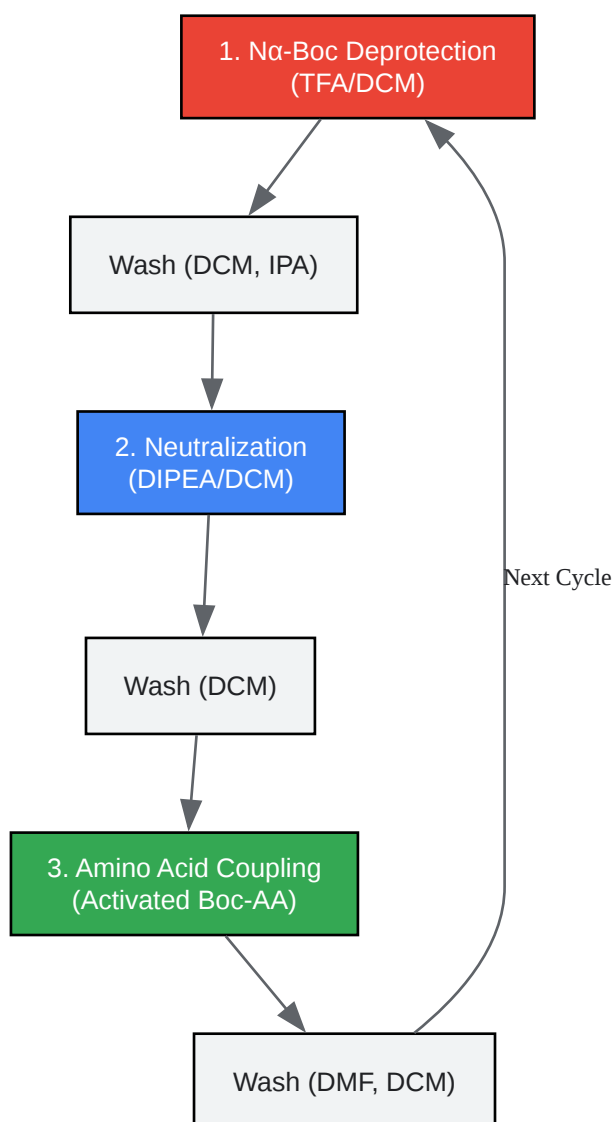 1. Nα-Boc Deprotection
(TFA/DCM)
Wash (DCM, IPA)
2. Neutralization
(DIPEA/DCM)
Next Cycle
Wash (DCM)
3. Amino Acid Coupling
(Activated Boc-AA)
Wash (DMF, DCM)